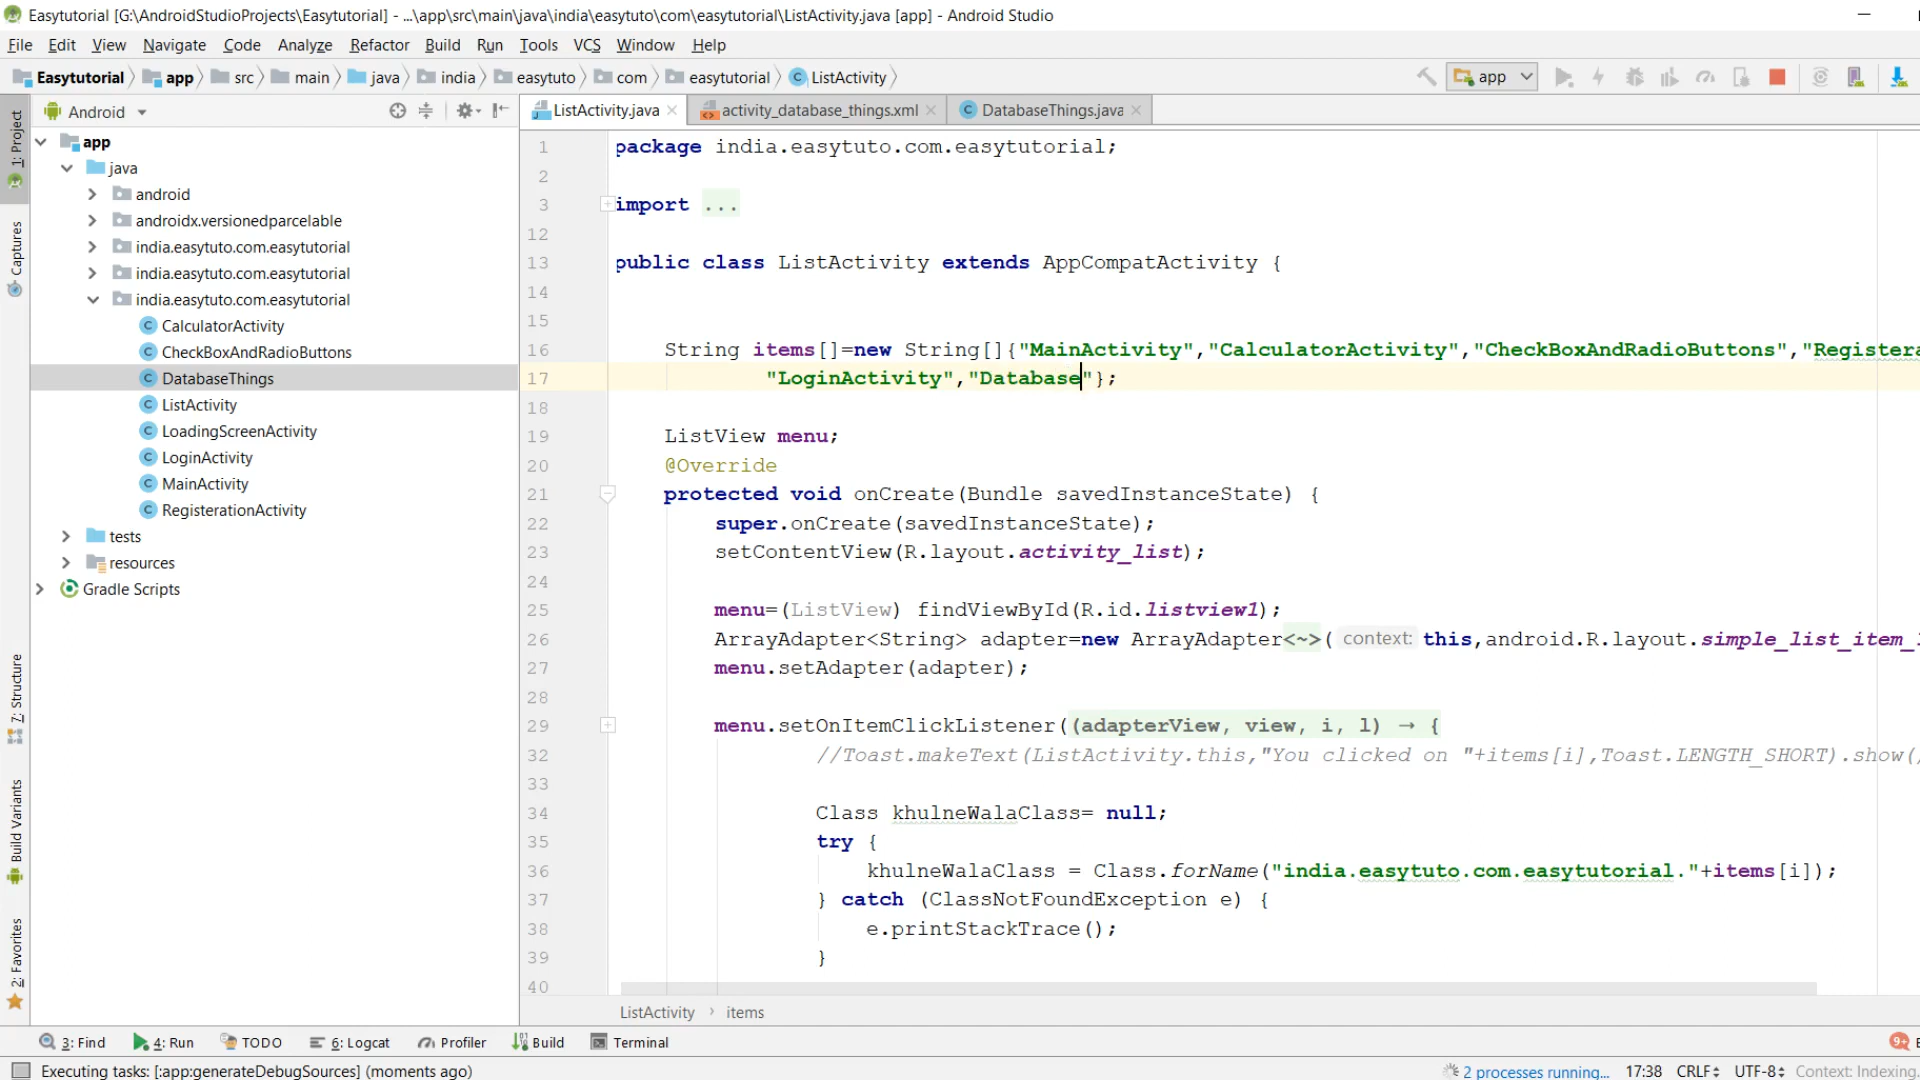 Easytutorial [G:\AndroidStudioProjects\Easytutorial] - ...\app\src\main\java\india\easytuto\com\easytutorial\ListActivity.java [app] - Android Studio
File Edit View Navigate Code Analyze Refactor Build Run Tools VCS Window Help
Easytutorial app src main java india easytuto com easytutorial ListActivity
app
Android
ListActivity.java activity_database_things.xml DatabaseThings.java
1: Project
Captures
7: Structure
Build Variants
2: Favorites
app
java
android
androidx.versionedparcelable
india.easytuto.com.easytutorial
india.easytuto.com.easytutorial
india.easytuto.com.easytutorial
CalculatorActivity
CheckBoxAndRadioButtons
DatabaseThings
ListActivity
LoadingScreenActivity
LoginActivity
MainActivity
RegisterationActivity
tests
resources
Gradle Scripts
1 package india.easytuto.com.easytutorial;
2
3 import ...
12
13 public class ListActivity extends AppCompatActivity {
14
15
16 String items[]=new String[]{"MainActivity","CalculatorActivity","CheckBoxAndRadioButtons","Registera
17 "LoginActivity","Database"};
18
19 ListView menu;
20 @Override
21 protected void onCreate(Bundle savedInstanceState) {
22 super.onCreate(savedInstanceState);
23 setContentView(R.layout.activity_list);
24
25 menu=(ListView) findViewById(R.id.listview1);
26 ArrayAdapter<String> adapter=new ArrayAdapter<~>( context: this,android.R.layout.simple_list_item_
27 menu.setAdapter(adapter);
28
29 menu.setOnItemClickListener((adapterView, view, i, l) → {
32 //Toast.makeText(ListActivity.this,"You clicked on "+items[i],Toast.LENGTH_SHORT).show()
33
34 Class khulneWalaClass= null;
35 try {
36 khulneWalaClass = Class.forName("india.easytuto.com.easytutorial."+items[i]);
37 } catch (ClassNotFoundException e) {
38 e.printStackTrace();
39 }
40
ListActivity › items
3: Find 4: Run TODO 6: Logcat Profiler Build Terminal 9+
Executing tasks: [:app:generateDebugSources] (moments ago) 2 processes running... 17:38 CRLF UTF-8 Context: Indexing.